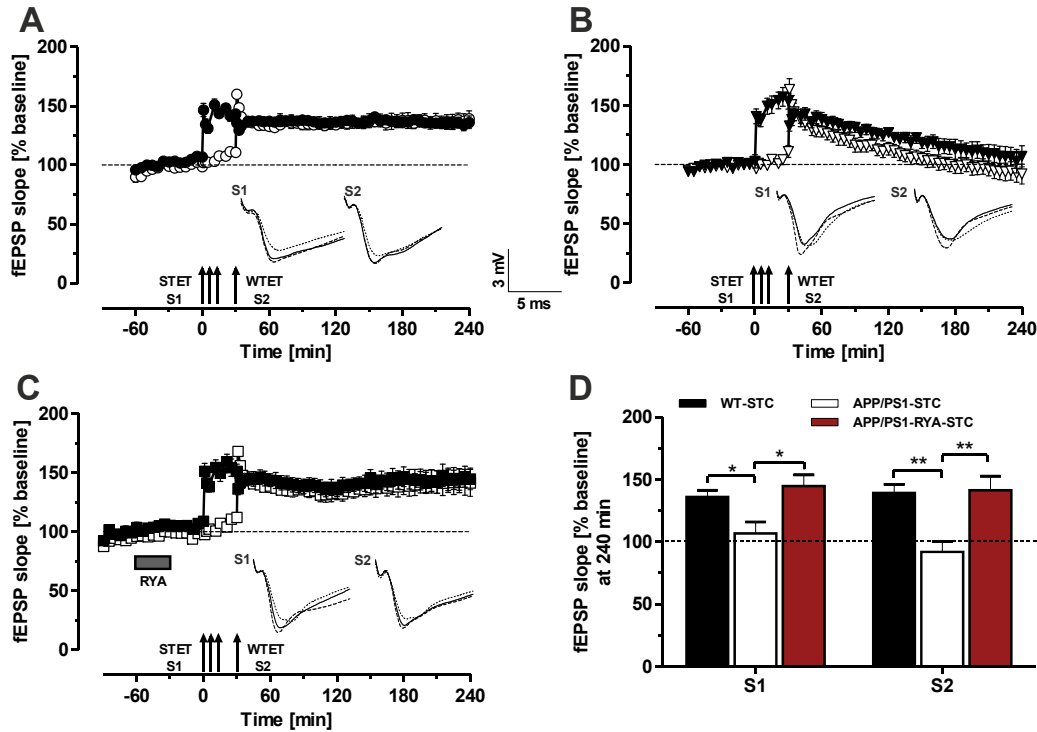 A
fEPSP slope [% baseline]
200
150
100
50
0
S1
S2
STET
S1
WTET
S2
-60 0 60 120 180 240
Time [min]
3 mV
5 ms
B
fEPSP slope [% baseline]
200
150
100
50
0
S1
S2
STET
S1
WTET
S2
-60 0 60 120 180 240
Time [min]
C
fEPSP slope [% baseline]
200
150
100
50
0
RYA
S1
S2
STET
S1
WTET
S2
-60 0 60 120 180 240
Time [min]
D
WT-STC
APP/PS1-STC
APP/PS1-RYA-STC
fEPSP slope [% baseline]
at 240 min
200
150
100
50
0
* *
** **
S1 S2